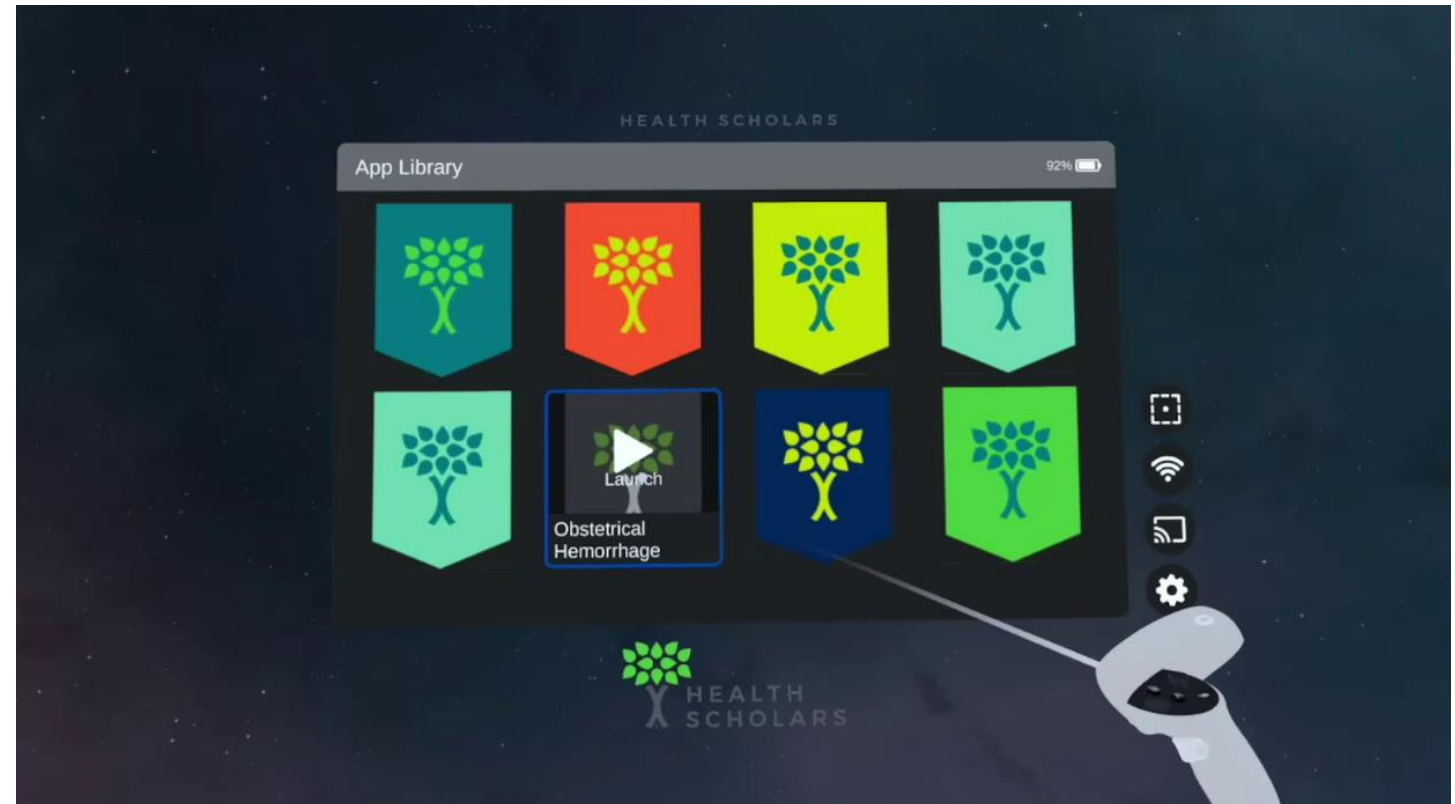 HEALTH SCHOLARS
App Library
92%
Launch
Obstetrical
Hemorrhage
HEALTH
SCHOLARS